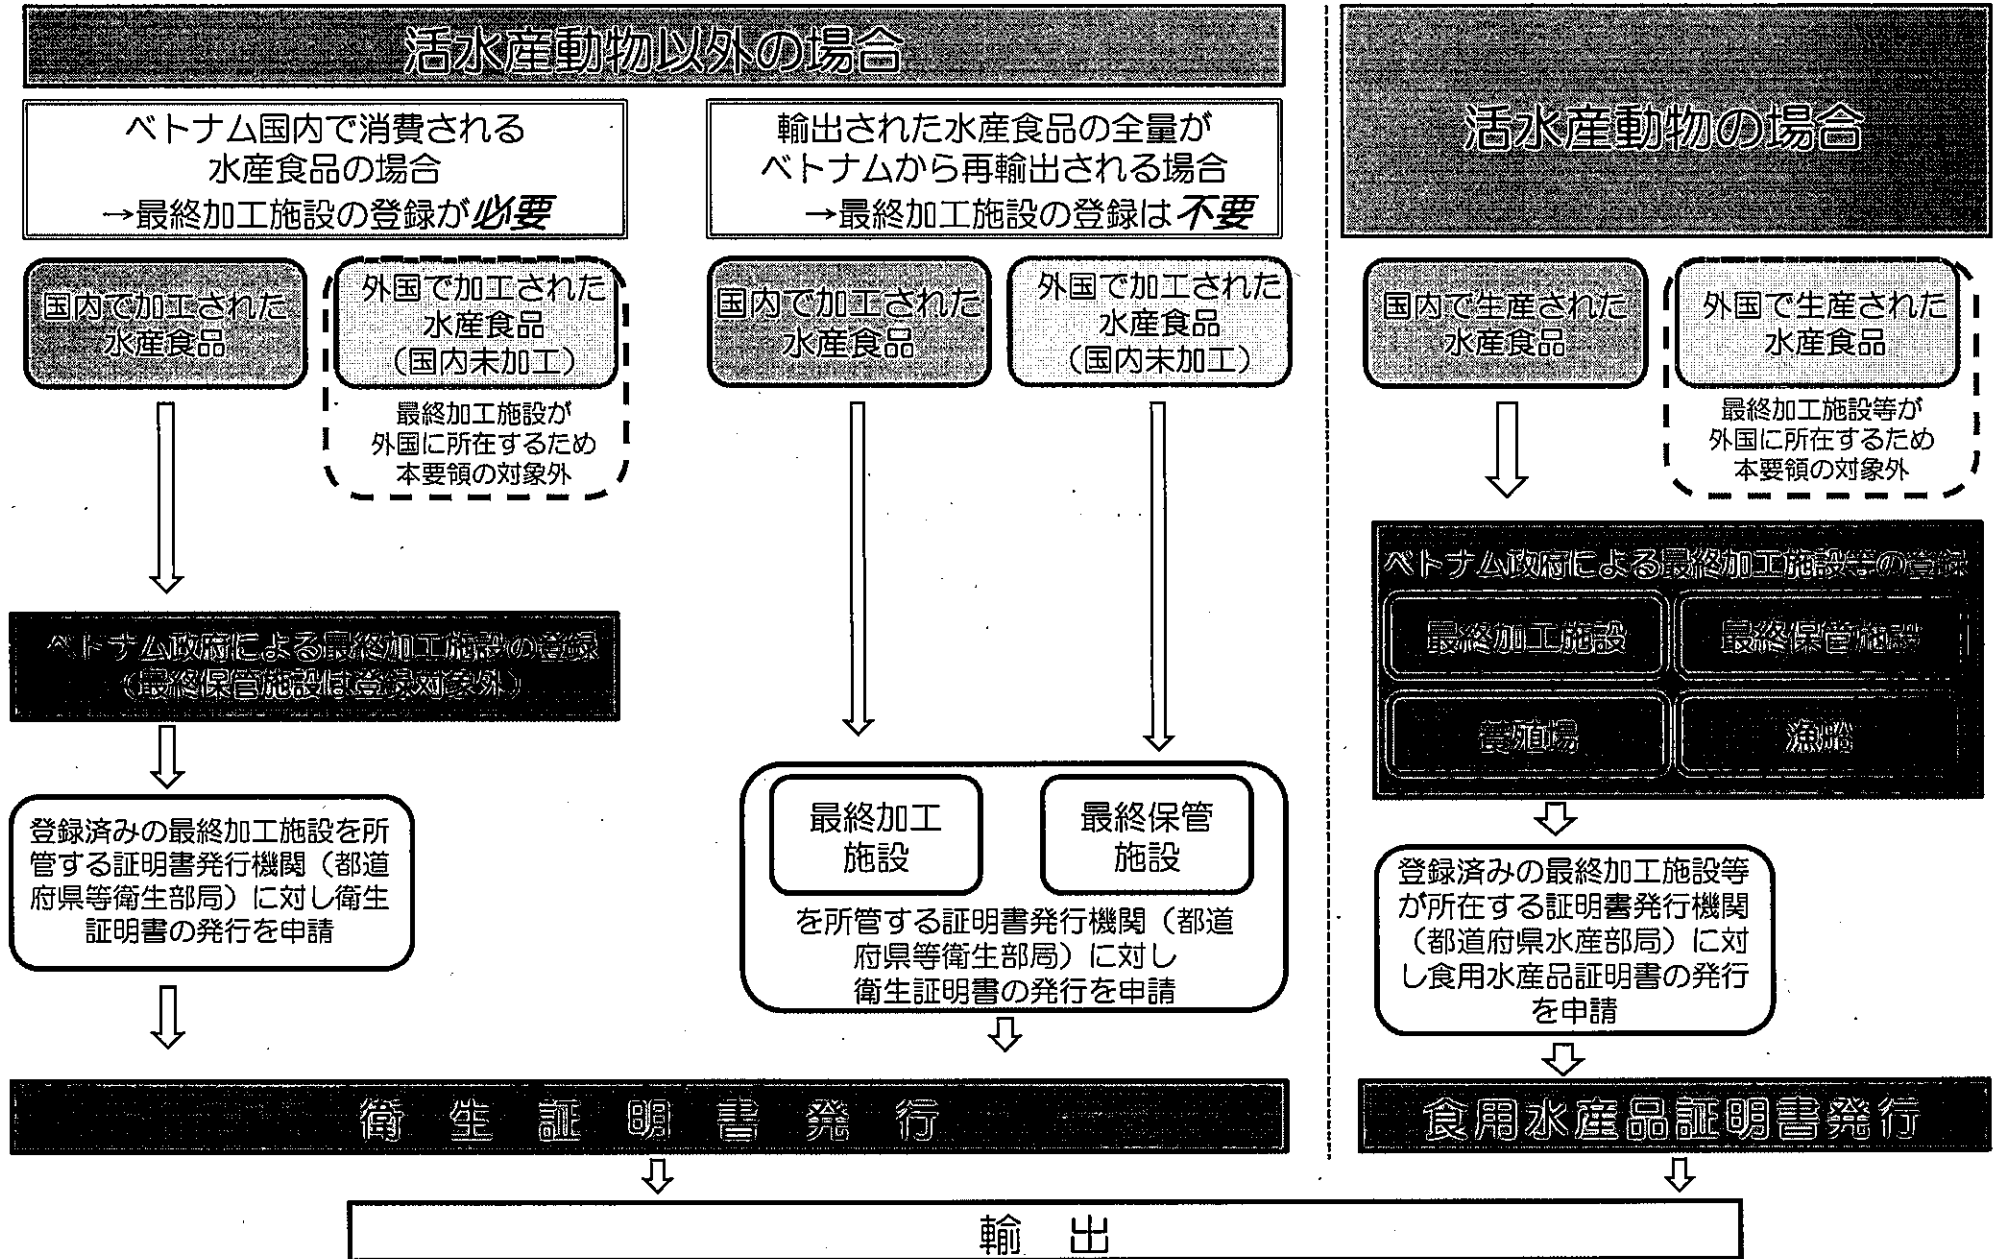 活水産動物以外の場合
ベトナム国内で消費される
水産食品の場合
→最終加工施設の登録が必要
輸出された水産食品の全量が
ベトナムから再輸出される場合
→最終加工施設の登録は不要
国内で加工された
水産食品
外国で加工された
水産食品
(国内未加工)
最終加工施設が
外国に所在するため
本要領の対象外
国内で加工された
水産食品
外国で加工された
水産食品
(国内未加工)
ベトナム政府による最終加工施設の登録
(最終保管施設は登録対象外)
登録済みの最終加工施設を所
管する証明書発行機関(都道
府県等衛生部局)に対し衛生
証明書の発行を申請
最終加工
施設
最終保管
施設
を所管する証明書発行機関(都道
府県等衛生部局)に対し
衛生証明書の発行を申請
衛生証明書発行
活水産動物の場合
国内で生産された
水産食品
外国で生産された
水産食品
最終加工施設等が
外国に所在するため
本要領の対象外
ベトナム政府による最終加工施設等の登録
最終加工施設
最終保管施設
養殖場
漁船
登録済みの最終加工施設等
が所在する証明書発行機関
(都道府県水産部局)に対
し食用水産品証明書の発行
を申請
食用水産品証明書発行
輸出